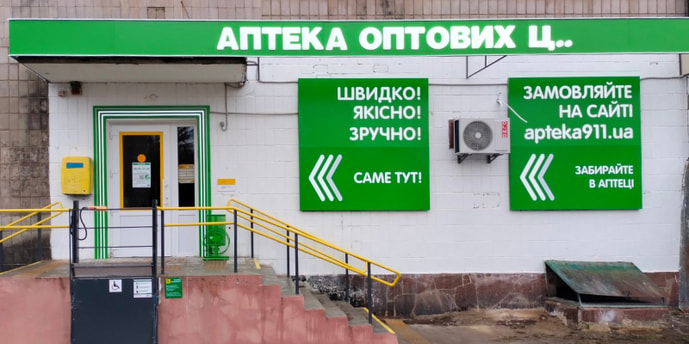 АПТЕКА ОПТОВИХ Ц..
ШВИДКО!
ЯКІСНО!
ЗРУЧНО!
САМЕ ТУТ!
ЗАМОВЛЯЙТЕ
НА САЙТІ
apteka911.ua
ЗАБИРАЙТЕ
В АПТЕЦІ